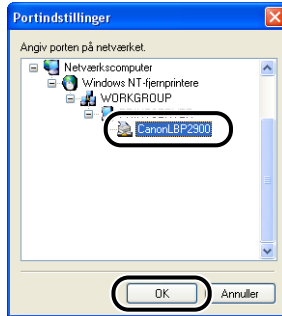 Portindstillinger
Angiv porten på netværket.
Netværkscomputer
Windows NT-fjernprintere
WORKGROUP
CanonLBP2900
OK
Annuller